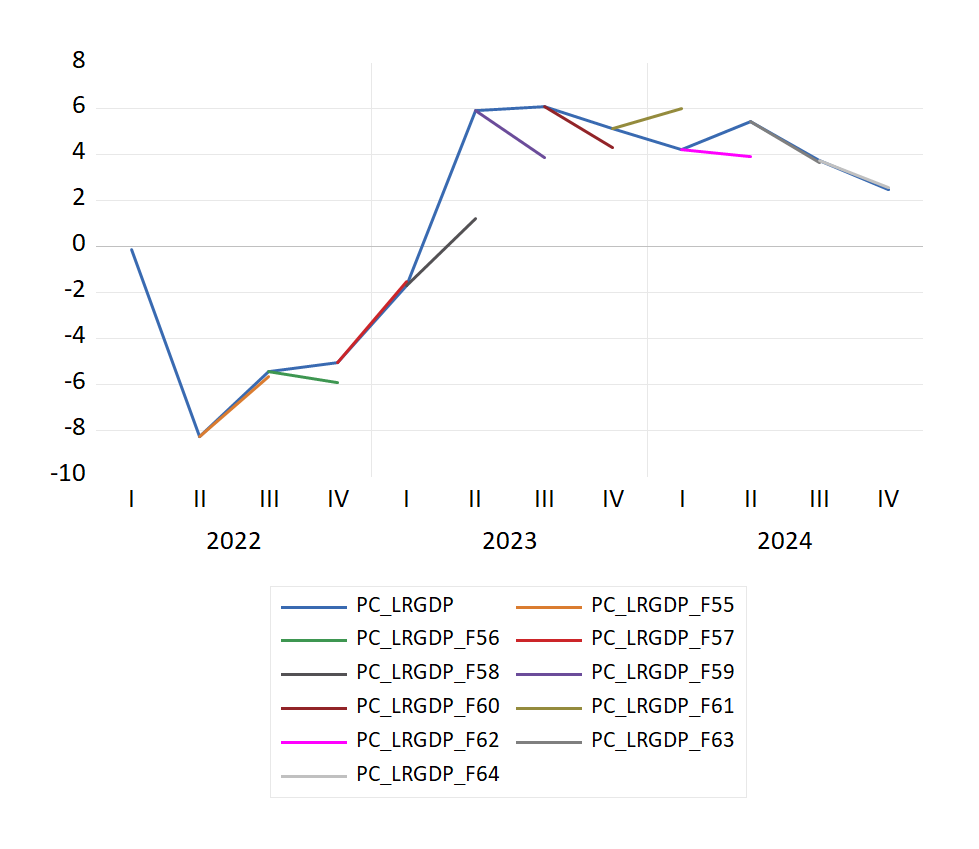 8
6
4
2
0
-2
-4
-6
-8
-10
I II III IV I II III IV I II III IV
2022 2023 2024
PC_LRGDP PC_LRGDP_F55
PC_LRGDP_F56 PC_LRGDP_F57
PC_LRGDP_F58 PC_LRGDP_F59
PC_LRGDP_F60 PC_LRGDP_F61
PC_LRGDP_F62 PC_LRGDP_F63
PC_LRGDP_F64